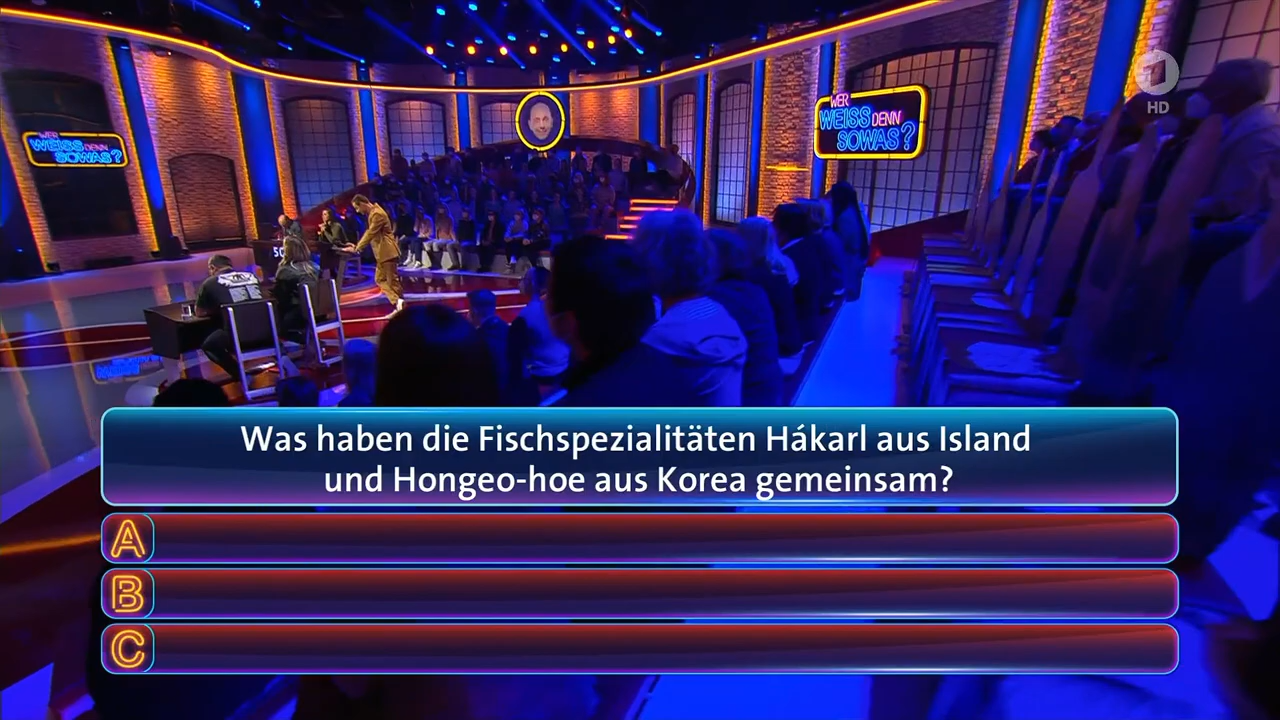 1
HD
WER
WEISS DENN
SOWAS?
WER
WEISS DENN
SOWAS?
Was haben die Fischspezialitäten Hákarl aus Island
und Hongeo-hoe aus Korea gemeinsam?
A
B
C